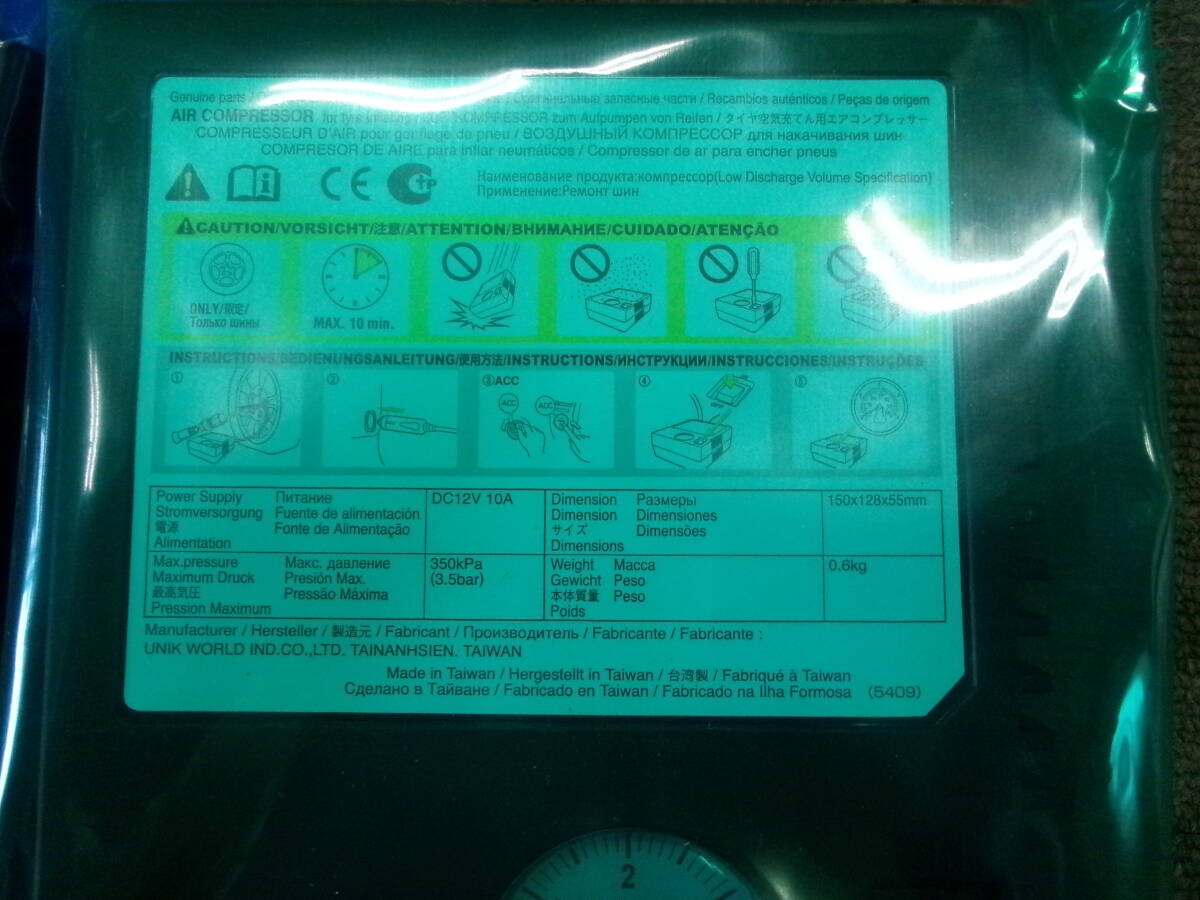 Genuine parts / запасные части / Recambios auténticos / Peças de origem
AIR COMPRESSOR for tyre KOMPRESSOR zum Aufpumpen von Reifen / タイヤ空気充てん用エアコンプレッサー
COMPRESSEUR D'AIR pour gonflage de pneu / ВОЗДУШНЫЙ КОМПРЕССОР для накачивания шин
COMPRESOR DE AIRE para inflar neumáticos / Compressor de ar para encher pneus
CE
Наименование продукта:компрессор(Low Discharge Volume Specification)
Применение:Ремонт шин
CAUTION/VORSICHT/注意/ATTENTION/ВНИМАНИЕ/CUIDADO/ATENÇÃO
ONLY/限定/
Только шины
MAX. 10 min.
INSTRUCTIONS/BEDIENUNGSANLEITUNG/使用方法/INSTRUCTIONS/ИНСТРУКЦИИ/INSTRUCCIONES/INSTRUÇÕES
① ② ③ACC ④ ⑤
ACC ACC
Power Supply Питание DC12V 10A Dimension Размеры 150x128x55mm
Stromversorgung Fuente de alimentación Dimension Dimensiones
電源 Fonte de Alimentação サイズ Dimensões
Alimentation Dimensions
Max.pressure Макс. давление 350kPa Weight Масса 0.6kg
Maximum Druck Presión Max. (3.5bar) Gewicht Peso
最高気圧 Pressão Máxima 本体質量 Peso
Pression Maximum Poids
Manufacturer / Hersteller / 製造元 / Fabricant / Производитель / Fabricante / Fabricante :
UNIK WORLD IND.CO.,LTD. TAINANHSIEN. TAIWAN
Made in Taiwan / Hergestellt in Taiwan / 台湾製 / Fabriqué à Taiwan
Сделано в Тайване / Fabricado en Taiwan / Fabricado na Ilha Formosa (5409)
2